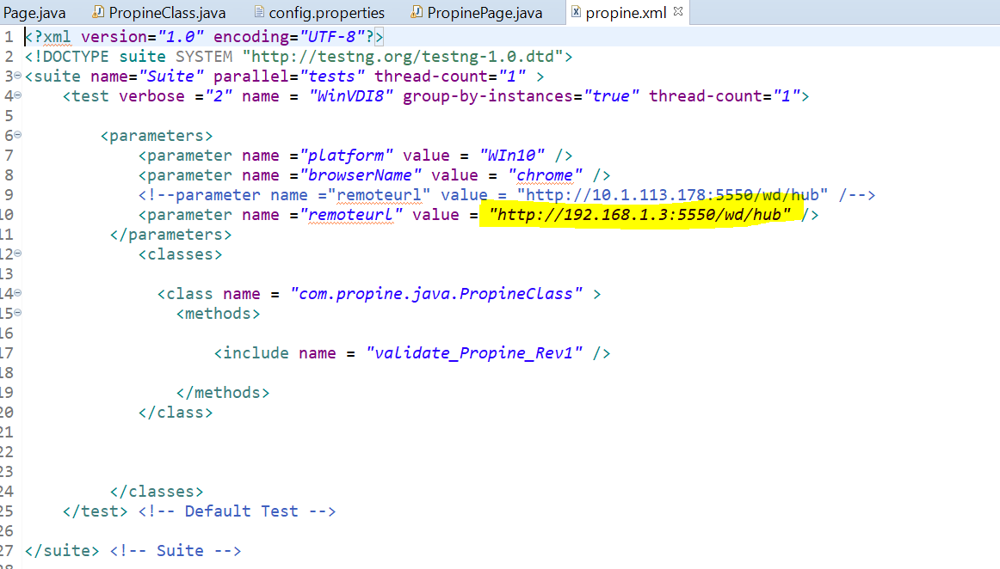 Page.java PropineClass.java config.properties PropinePage.java propine.xml
1 <?xml version="1.0" encoding="UTF-8"?>
2 <!DOCTYPE suite SYSTEM "http://testng.org/testng-1.0.dtd">
3 <suite name="Suite" parallel="tests" thread-count="1" >
4 <test verbose ="2" name = "WinVDI8" group-by-instances="true" thread-count="1">
5
6 <parameters>
7 <parameter name ="platform" value = "WIn10" />
8 <parameter name ="browserName" value = "chrome" />
9 <!--parameter name ="remoteurl" value = "http://10.1.113.178:5550/wd/hub" /-->
10 <parameter name ="remoteurl" value = "http://192.168.1.3:5550/wd/hub" />
11 </parameters>
12 <classes>
13
14 <class name = "com.propine.java.PropineClass" >
15 <methods>
16
17 <include name = "validate_Propine_Rev1" />
18
19 </methods>
20 </class>
21
22
23
24 </classes>
25 </test> <!-- Default Test -->
26
27 </suite> <!-- Suite -->
28